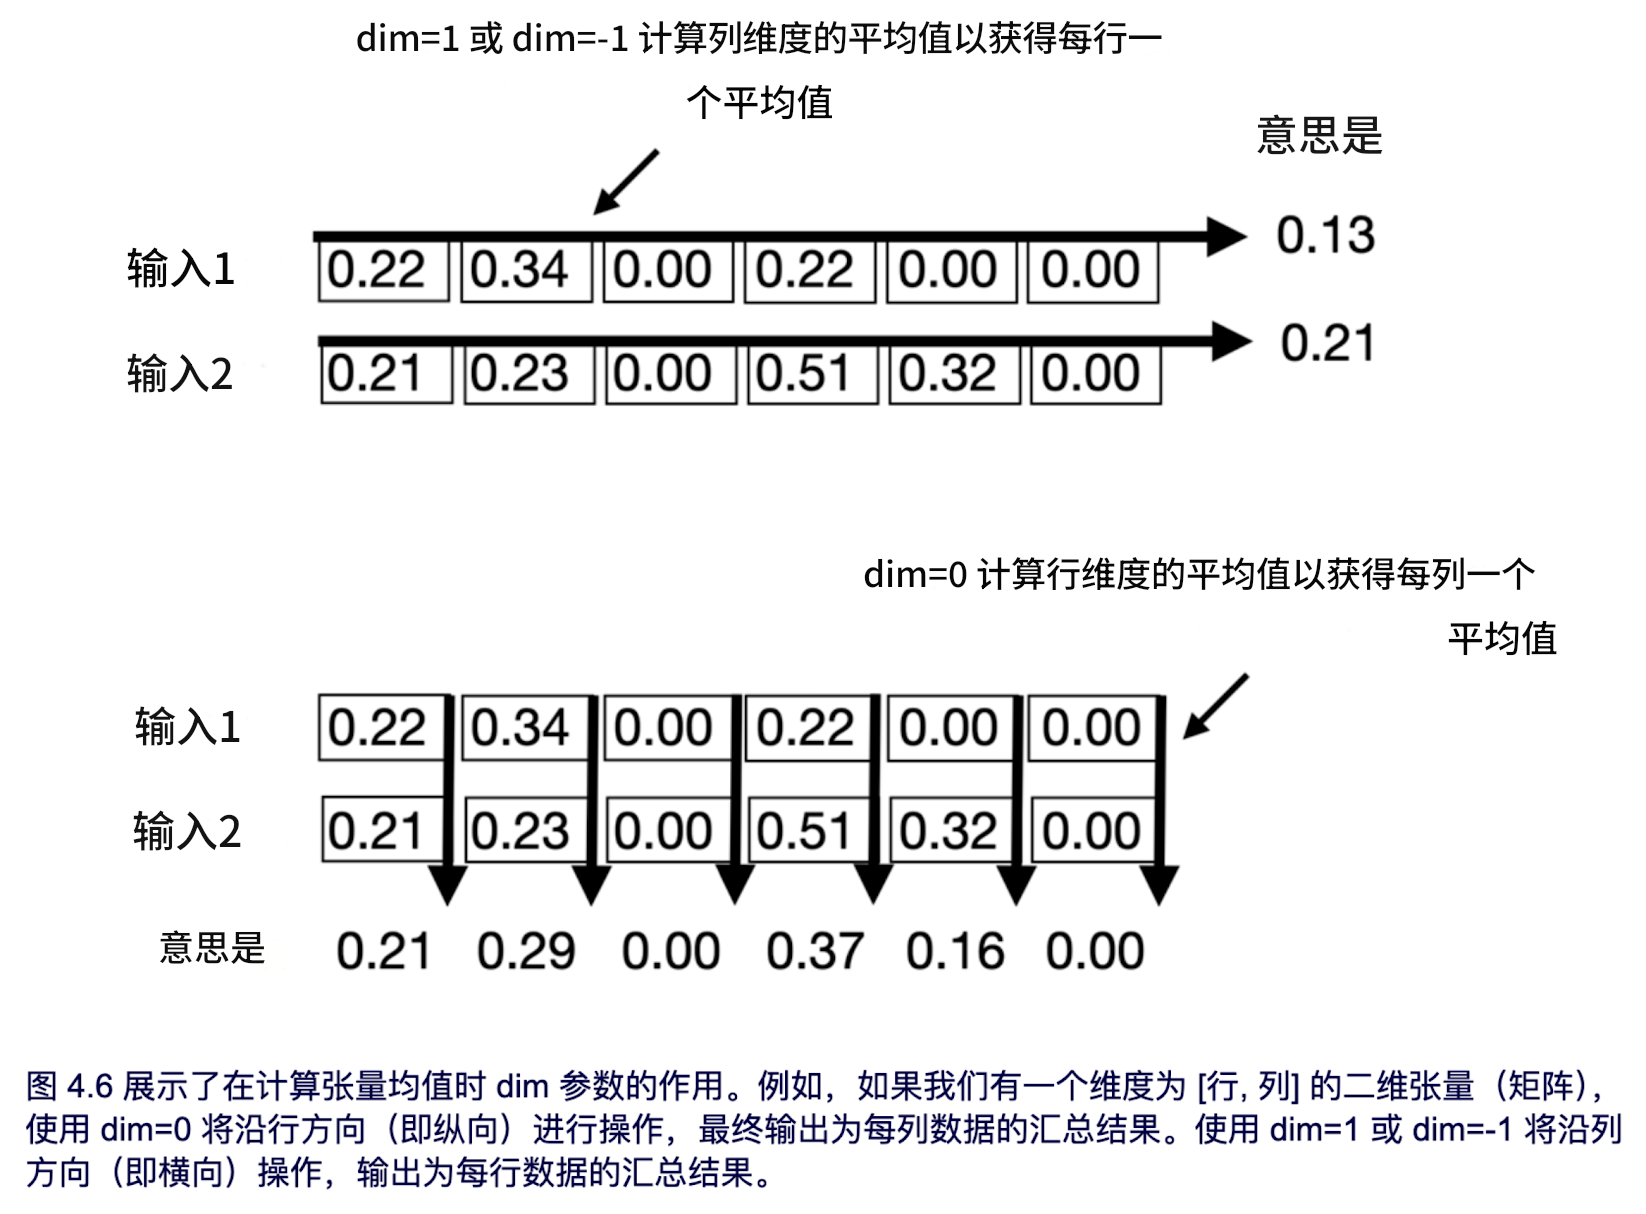 dim=1 或 dim=-1 计算列维度的平均值以获得每行一
个平均值
意思是
输入1 0.22 0.34 0.00 0.22 0.00 0.00 0.13
输入2 0.21 0.23 0.00 0.51 0.32 0.00 0.21
dim=0 计算行维度的平均值以获得每列一个
平均值
输入1 0.22 0.34 0.00 0.22 0.00 0.00
输入2 0.21 0.23 0.00 0.51 0.32 0.00
意思是 0.21 0.29 0.00 0.37 0.16 0.00
图 4.6 展示了在计算张量均值时 dim 参数的作用。例如，如果我们有一个维度为 [行, 列] 的二维张量（矩阵），
使用 dim=0 将沿行方向（即纵向）进行操作，最终输出为每列数据的汇总结果。使用 dim=1 或 dim=-1 将沿列
方向（即横向）操作，输出为每行数据的汇总结果。